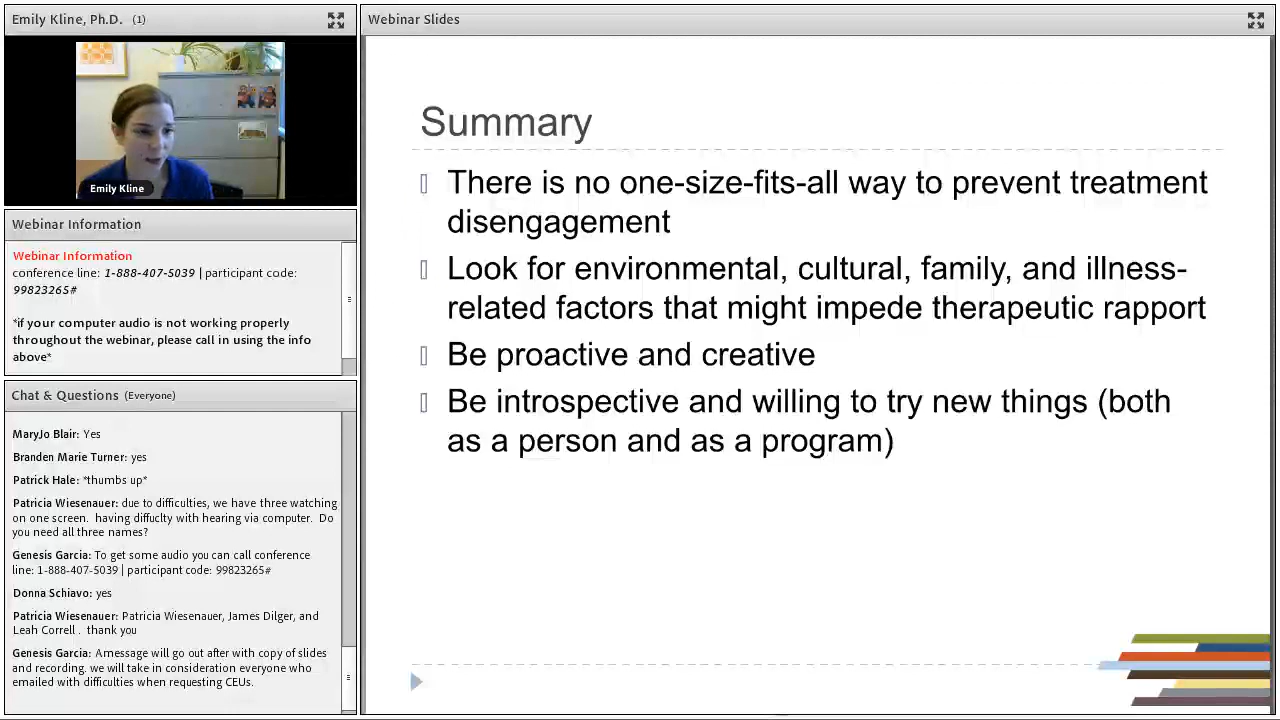 Emily Kline, Ph.D. (1)
Emily Kline
Webinar Information
Webinar Information
conference line: 1-888-407-5039 | participant code:
99823265#
*if your computer audio is not working properly
throughout the webinar, please call in using the info
above*
Chat & Questions (Everyone)
MaryJo Blair: Yes
Branden Marie Turner: yes
Patrick Hale: *thumbs up*
Patricia Wiesenauer: due to difficulties, we have three watching
on one screen. having diffuclty with hearing via computer. Do
you need all three names?
Genesis Garcia: To get some audio you can call conference
line: 1-888-407-5039 | participant code: 99823265#
Donna Schiavo: yes
Patricia Wiesenauer: Patricia Wiesenauer, James Dilger, and
Leah Correll . thank you
Genesis Garcia: Amessage will go out after with copy of slides
and recording. we will take in consideration everyone who
emailed with difficulties when requesting CEUs.
Webinar Slides
Summary
There is no one-size-fits-all way to prevent treatment
disengagement
Look for environmental, cultural, family, and illness-
related factors that might impede therapeutic rapport
Be proactive and creative
Be introspective and willing to try new things (both
as a person and as a program)